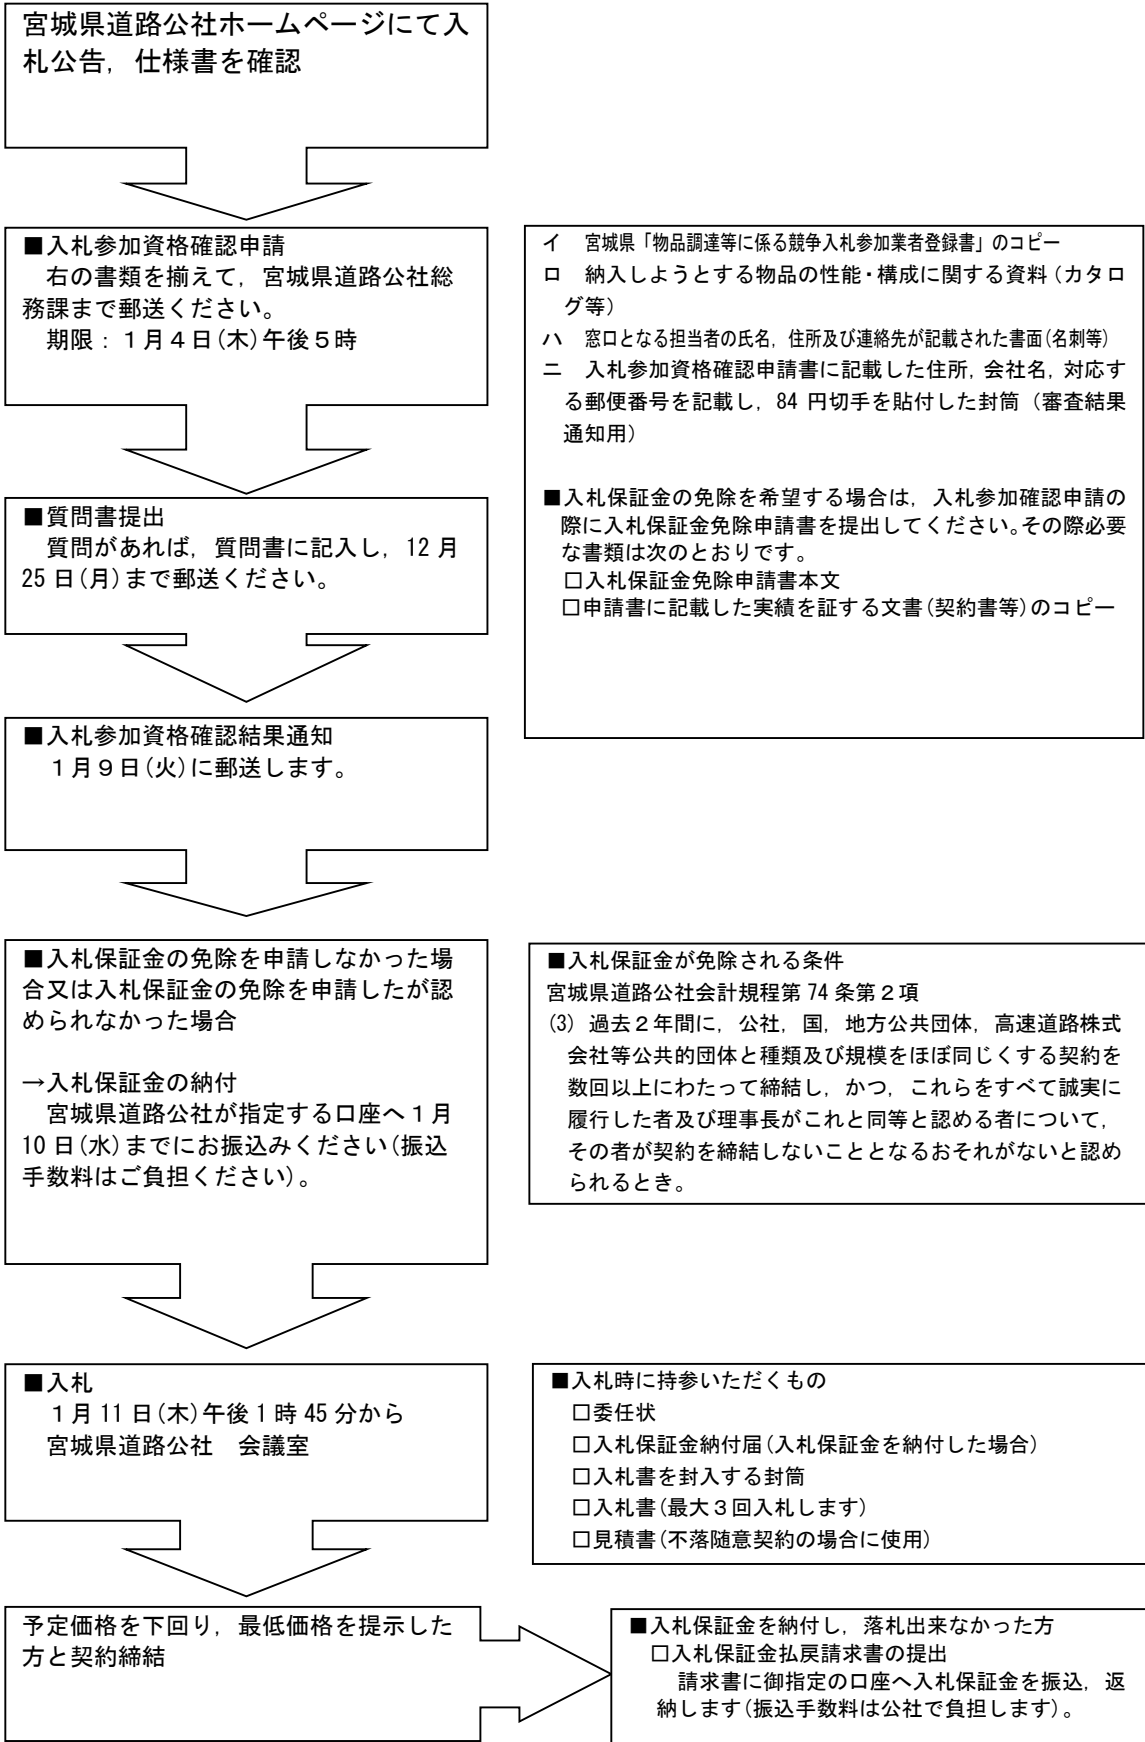 宮城県道路公社ホームページにて入
札公告，仕様書を確認
■入札参加資格確認申請
右の書類を揃えて，宮城県道路公社総
務課まで郵送ください。
期限：１月４日(木)午後５時
イ　宮城県「物品調達等に係る競争入札参加業者登録書」のコピー
ロ　納入しようとする物品の性能・構成に関する資料(カタロ
グ等)
ハ　窓口となる担当者の氏名，住所及び連絡先が記載された書面(名刺等)
ニ　入札参加資格確認申請書に記載した住所，会社名，対応す
る郵便番号を記載し，84 円切手を貼付した封筒（審査結果
通知用）
■入札保証金の免除を希望する場合は，入札参加確認申請の
際に入札保証金免除申請書を提出してください。その際必要
な書類は次のとおりです。
□入札保証金免除申請書本文
□申請書に記載した実績を証する文書(契約書等)のコピー
■質問書提出
質問があれば，質問書に記入し，12 月
25 日(月)まで郵送ください。
■入札参加資格確認結果通知
１月９日(火)に郵送します。
■入札保証金の免除を申請しなかった場
合又は入札保証金の免除を申請したが認
められなかった場合
→入札保証金の納付
宮城県道路公社が指定する口座へ１月
10 日(水)までにお振込みください(振込
手数料はご負担ください)。
■入札保証金が免除される条件
宮城県道路公社会計規程第 74 条第２項
(3) 過去２年間に，公社，国，地方公共団体，高速道路株式
会社等公共的団体と種類及び規模をほぼ同じくする契約を
数回以上にわたって締結し，かつ，これらをすべて誠実に
履行した者及び理事長がこれと同等と認める者について，
その者が契約を締結しないこととなるおそれがないと認め
られるとき。
■入札
１月 11 日(木)午後１時 45 分から
宮城県道路公社　会議室
■入札時に持参いただくもの
□委任状
□入札保証金納付届(入札保証金を納付した場合)
□入札書を封入する封筒
□入札書(最大３回入札します)
□見積書(不落随意契約の場合に使用)
予定価格を下回り，最低価格を提示した
方と契約締結
■入札保証金を納付し，落札出来なかった方
□入札保証金払戻請求書の提出
請求書に御指定の口座へ入札保証金を振込，返
納します(振込手数料は公社で負担します)。